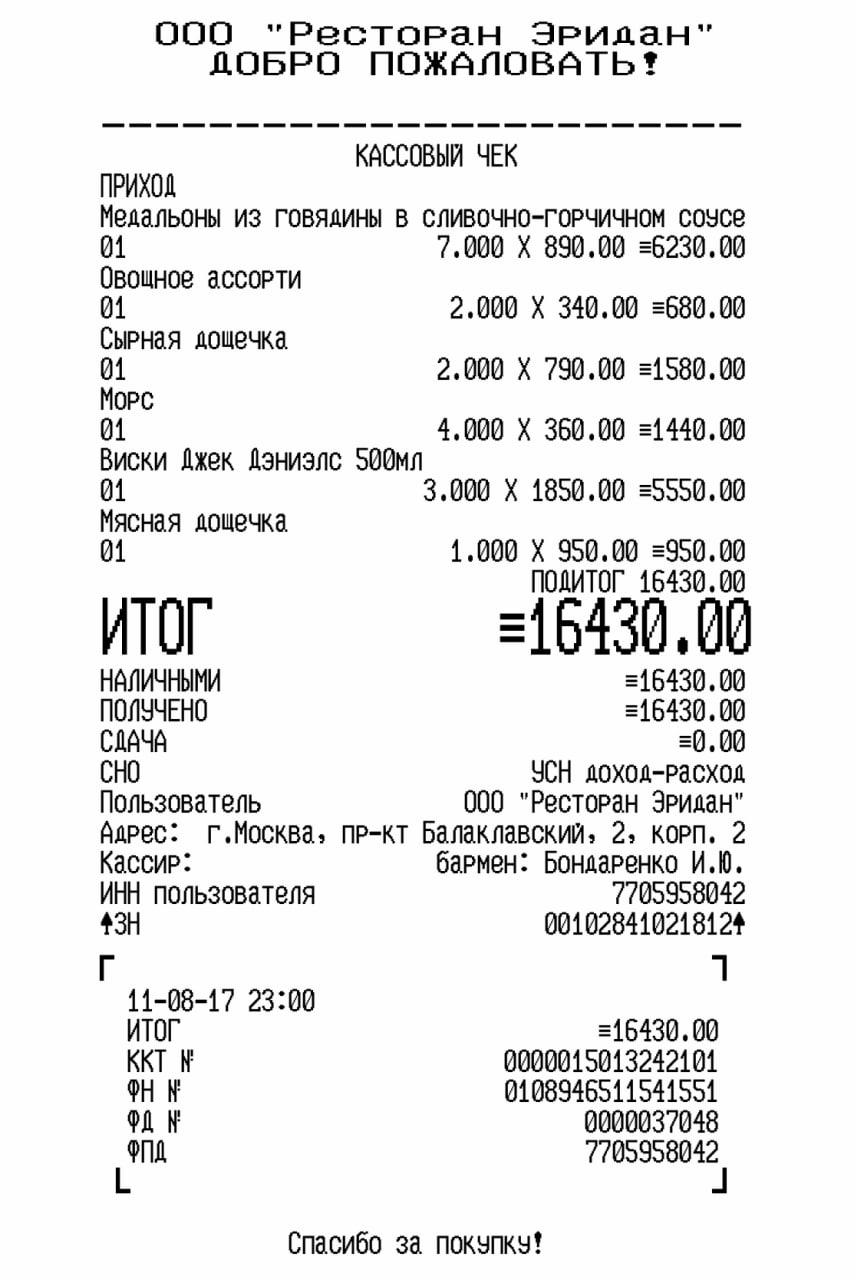 ООО "Ресторан Эридан"
ДОБРО ПОЖАЛОВАТЬ!
КАССОВЫЙ ЧЕК
ПРИХОД
Медальоны из говядины в сливочно-горчичном соусе
01 7.000 X 890.00 ≡6230.00
Овощное ассорти
01 2.000 X 340.00 ≡680.00
Сырная дощечка
01 2.000 X 790.00 ≡1580.00
Морс
01 4.000 X 360.00 ≡1440.00
Виски Джек Дэниэлс 500мл
01 3.000 X 1850.00 ≡5550.00
Мясная дощечка
01 1.000 X 950.00 ≡950.00
ПОДИТОГ 16430.00
ИТОГ ≡16430.00
НАЛИЧНЫМИ ≡16430.00
ПОЛУЧЕНО ≡16430.00
СДАЧА ≡0.00
СНО УСН доход-расход
Пользователь ООО "Ресторан Эридан"
Адрес: г.Москва, пр-кт Балаклавский, 2, корп. 2
Кассир: бармен: Бондаренко И.Ю.
ИНН пользователя 7705958042
↑ЗН 00102841021812↑
11-08-17 23:00
ИТОГ ≡16430.00
ККТ № 0000015013242101
ФН № 0108946511541551
ФД № 0000037048
ФПД 7705958042
Спасибо за покупку!